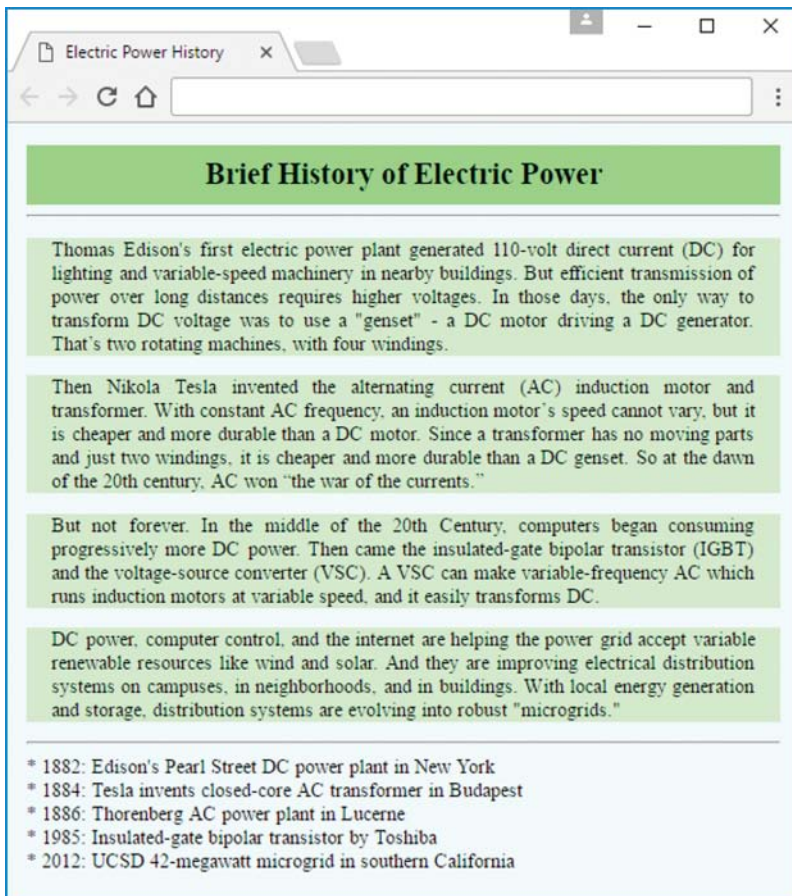 Electric Power History
Brief History of Electric Power
Thomas Edison's first electric power plant generated 110-volt direct current (DC) for
lighting and variable-speed machinery in nearby buildings. But efficient transmission of
power over long distances requires higher voltages. In those days, the only way to
transform DC voltage was to use a "genset" - a DC motor driving a DC generator.
That's two rotating machines, with four windings.
Then Nikola Tesla invented the alternating current (AC) induction motor and
transformer. With constant AC frequency, an induction motor's speed cannot vary, but it
is cheaper and more durable than a DC motor. Since a transformer has no moving parts
and just two windings, it is cheaper and more durable than a DC genset. So at the dawn
of the 20th century, AC won “the war of the currents.”
But not forever. In the middle of the 20th Century, computers began consuming
progressively more DC power. Then came the insulated-gate bipolar transistor (IGBT)
and the voltage-source converter (VSC). A VSC can make variable-frequency AC which
runs induction motors at variable speed, and it easily transforms DC.
DC power, computer control, and the internet are helping the power grid accept variable
renewable resources like wind and solar. And they are improving electrical distribution
systems on campuses, in neighborhoods, and in buildings. With local energy generation
and storage, distribution systems are evolving into robust "microgrids."
* 1882: Edison's Pearl Street DC power plant in New York
* 1884: Tesla invents closed-core AC transformer in Budapest
* 1886: Thorenberg AC power plant in Lucerne
* 1985: Insulated-gate bipolar transistor by Toshiba
* 2012: UCSD 42-megawatt microgrid in southern California